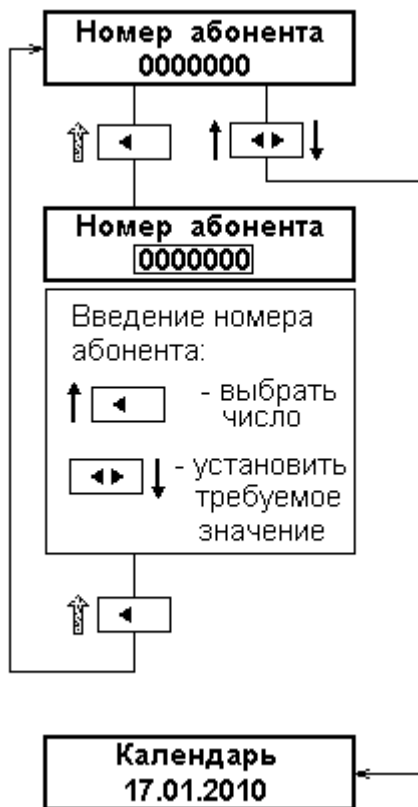 Номер абонента
0000000
Номер абонента
0000000
Введение номера
абонента:
- выбрать
число
- установить
требуемое
значение
Календарь
17.01.2010